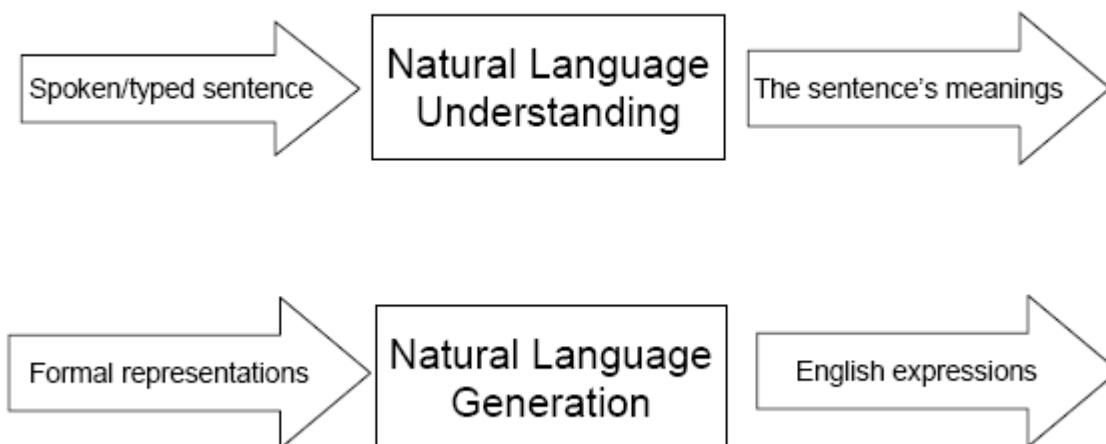 Spoken/typed sentence
Natural Language
Understanding
The sentence's meanings
Formal representations
Natural Language
Generation
English expressions